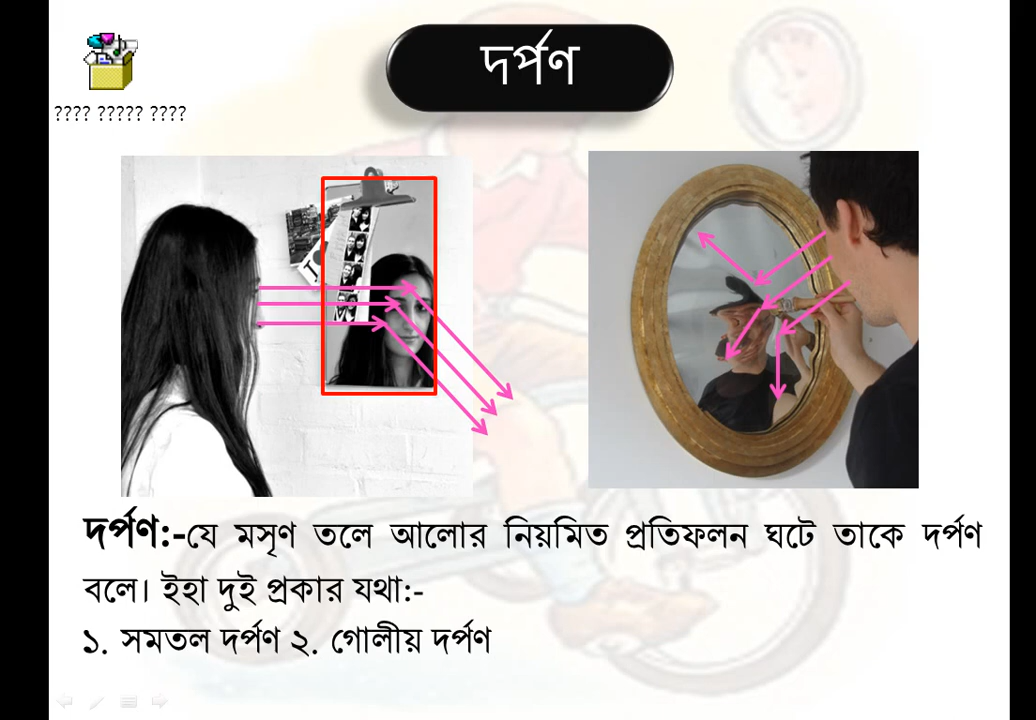 দর্পণ
???? ????? ????
দর্পণ:-যে মসৃণ তলে আলোর নিয়মিত প্রতিফলন ঘটে তাকে দর্পণ
বলে। ইহা দুই প্রকার যথা:-
১. সমতল দর্পণ ২. গোলীয় দর্পণ